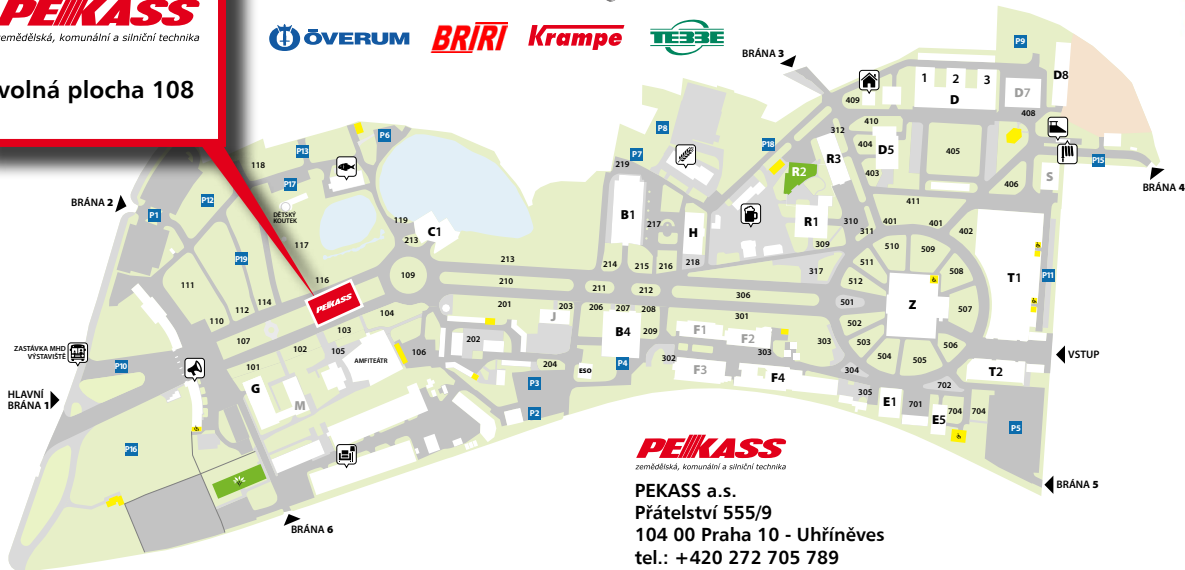 PEKASS
zemědělská, komunální a silniční technika
volná plocha 108
ÖVERUM
BRIRI
Krampe
TEBBE
BRÁNA 3
P9
1
2
3
D
D7
D8
408
409
410
312
404
D5
403
405
406
P15
BRÁNA 4
S
P8
P7
P18
P6
P13
118
P17
DĚTSKÝ
KOUTEK
P12
BRÁNA 2
P1
P19
117
119
213
C1
219
B1
217
H
218
R2
R3
R1
309
310
311
411
401
401
402
T1
P11
111
116
109
213
210
214
215
216
211
212
306
317
501
510
509
511
508
512
Z
507
502
503
504
505
506
110
112
114
PEKASS
107
103
104
102
105
AMFITEÁTR
106
101
G
M
201
202
203
J
204
ESO
206
207
208
B4
209
P4
P3
P2
301
F1
F2
302
F3
303
F4
303
304
305
E1
701
702
E5
704
704
T2
VSTUP
P5
BRÁNA 5
ZASTÁVKA MHD
VÝSTAVIŠTĚ
P10
HLAVNÍ
BRÁNA 1
P16
BRÁNA 6
PEKASS
zemědělská, komunální a silniční technika
PEKASS a.s.
Přátelství 555/9
104 00 Praha 10 - Uhříněves
tel.: +420 272 705 789